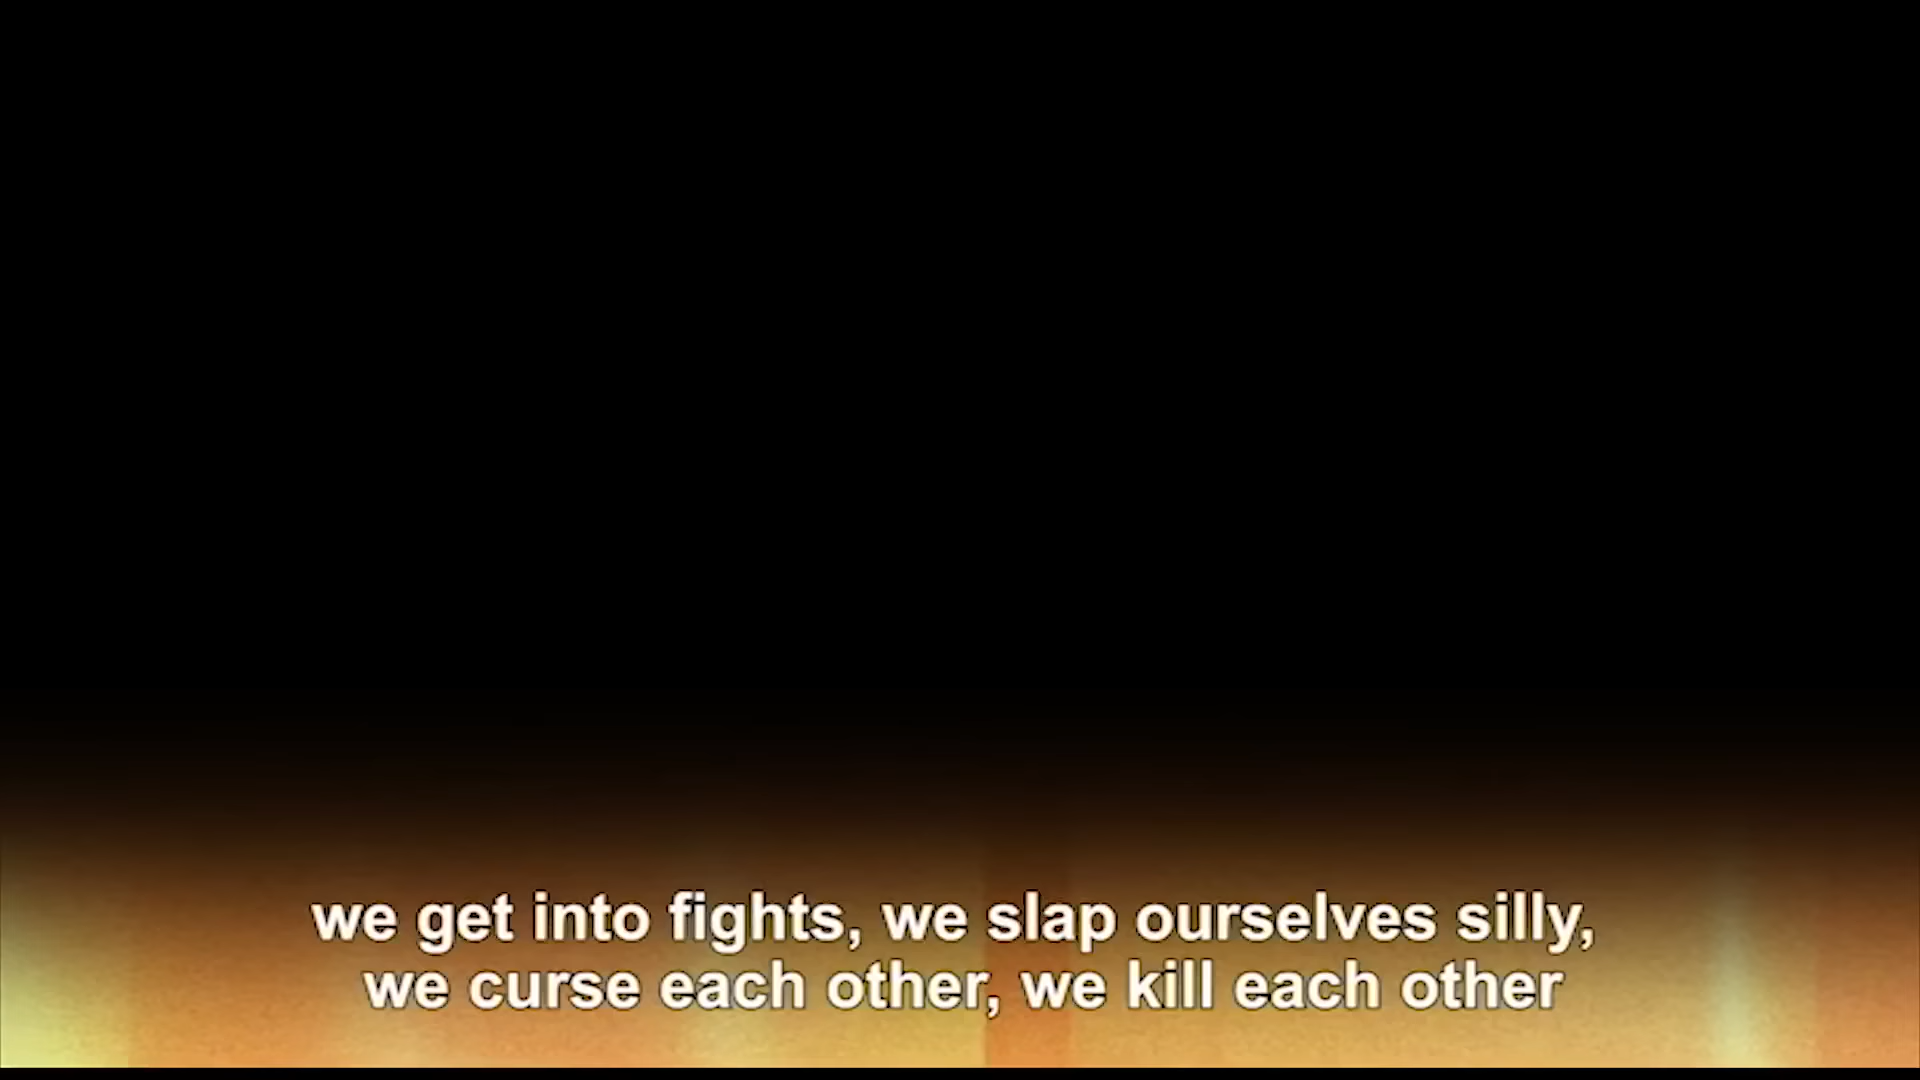 we get into fights, we slap ourselves silly,
we curse each other, we kill each other